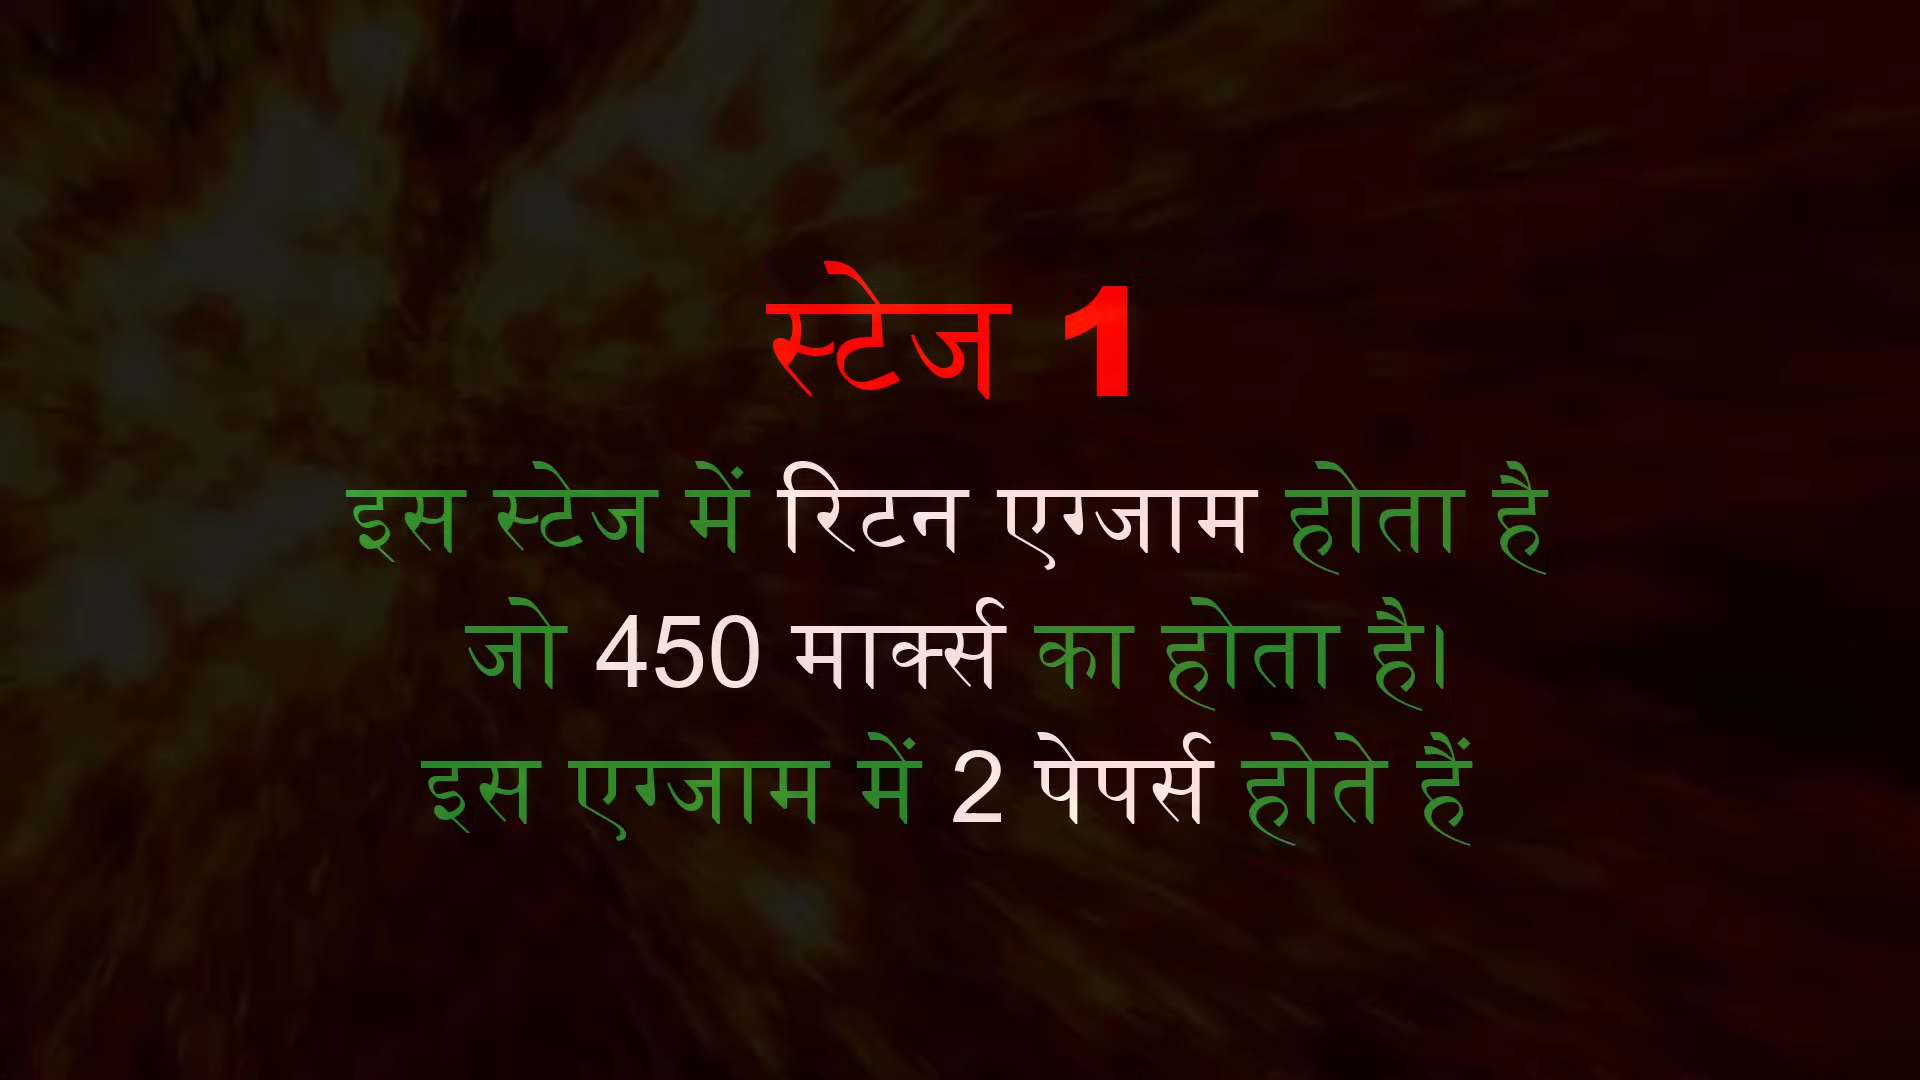 स्टेज 1
इस स्टेज में रिटन एग्जाम होता है
जो 450 मार्क्स का होता है।
इस एग्जाम में 2 पेपर्स होते हैं